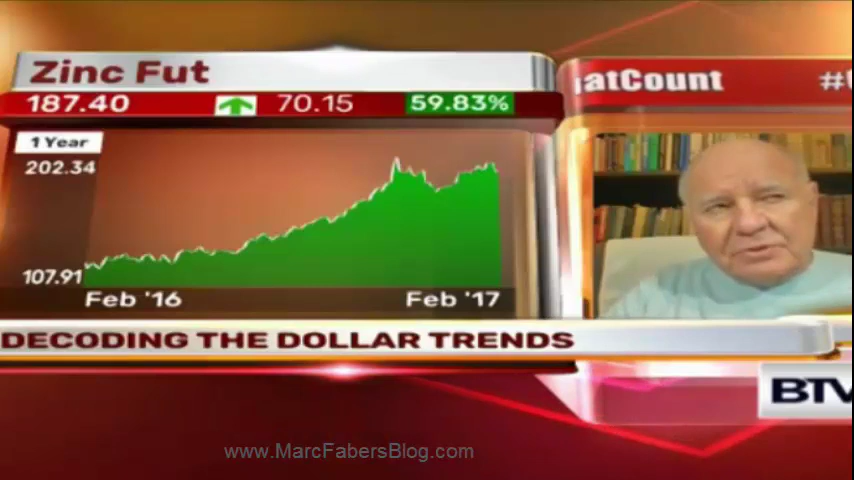 Zinc Fut
187.40 70.15 59.83%
1 Year
202.34
107.91
Feb '16 Feb '17
atCount #
DECODING THE DOLLAR TRENDS
BTV
www.MarcFabersBlog.com